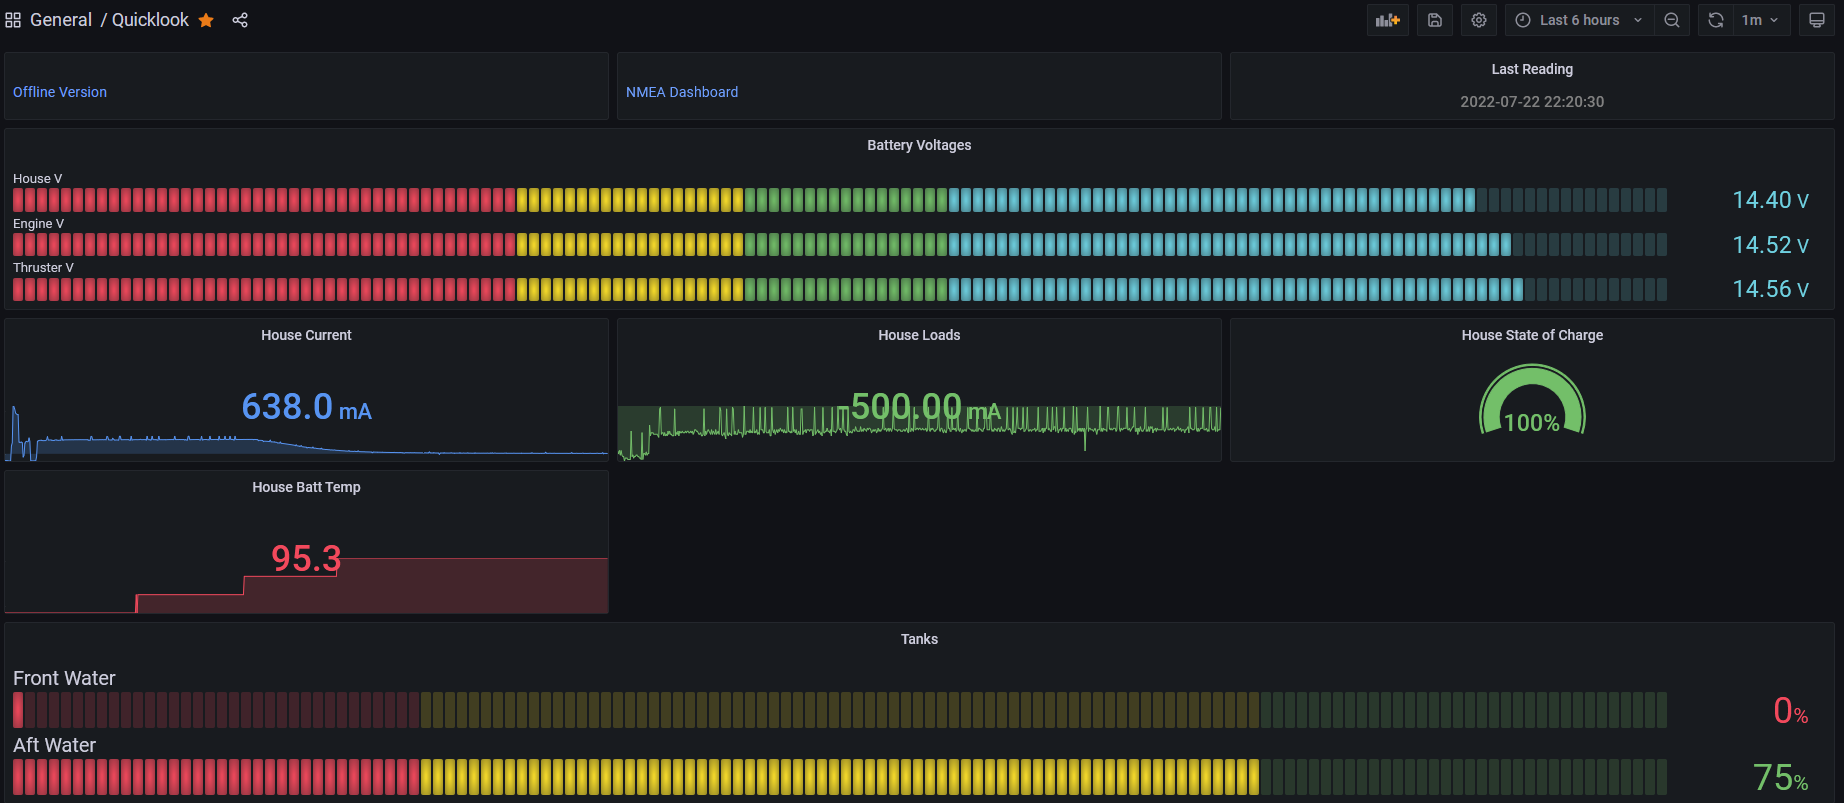 General / Quicklook
Last 6 hours
1m
Offline Version
NMEA Dashboard
Last Reading
2022-07-22 22:20:30
Battery Voltages
House V
14.40 V
Engine V
14.52 V
Thruster V
14.56 V
House Current
638.0 mA
House Loads
-500.00 mA
House State of Charge
100%
House Batt Temp
95.3
Tanks
Front Water
0%
Aft Water
75%